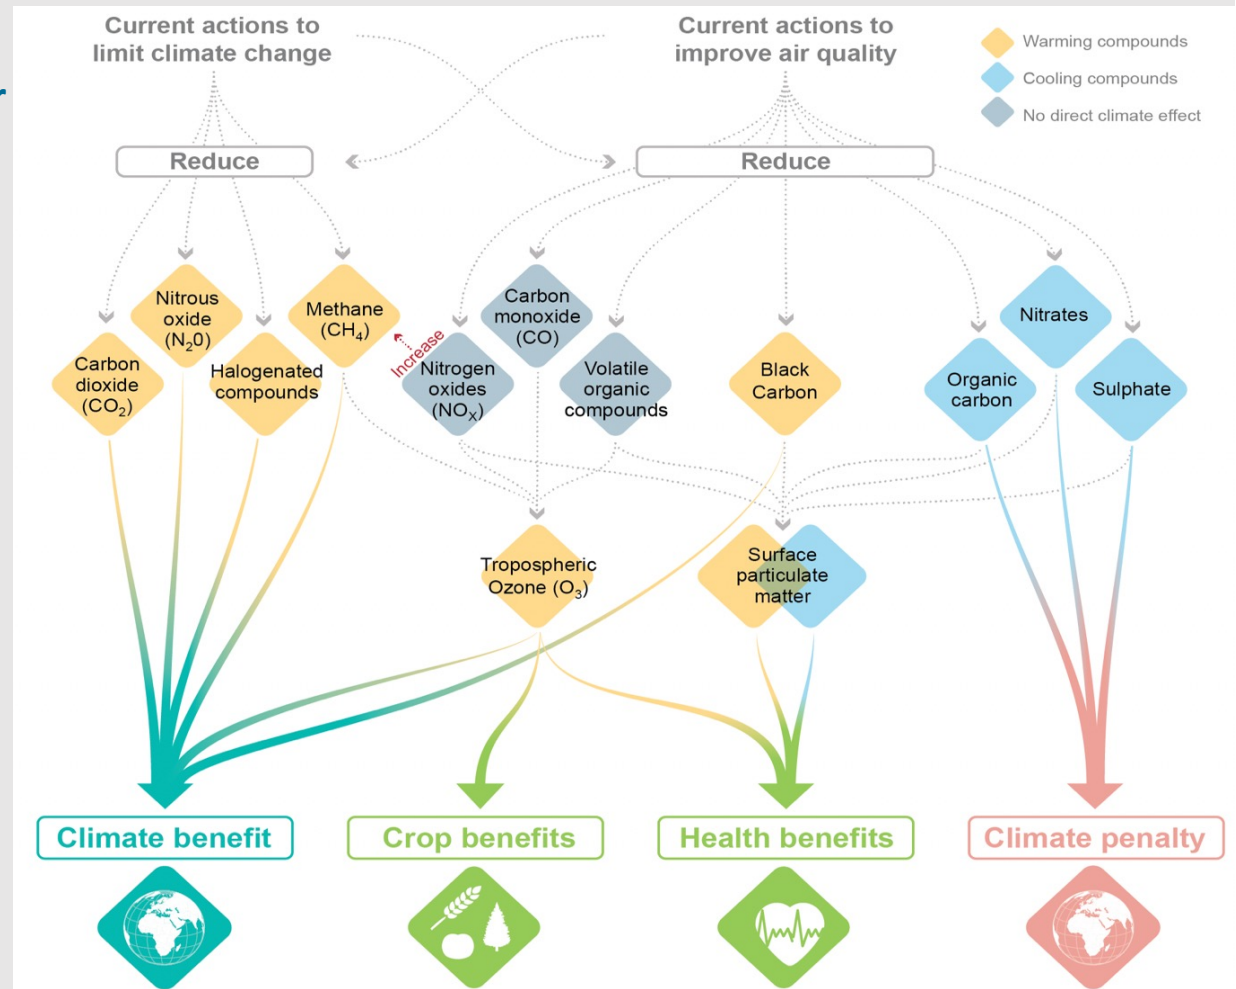 Current actions to
limit climate change
Current actions to
improve air quality
Warming compounds
Cooling compounds
No direct climate effect
r
Reduce
Reduce
Nitrous
oxide
(N₂0)
Methane
(CH₄)
Carbon
monoxide
(CO)
Nitrates
Increase
Carbon
dioxide
(CO₂)
Halogenated
compounds
Nitrogen
oxides
(NOₓ)
Volatile
organic
compounds
Black
Carbon
Organic
carbon
Sulphate
Tropospheric
Ozone (O₃)
Surface
particulate
matter
Climate benefit
Crop benefits
Health benefits
Climate penalty